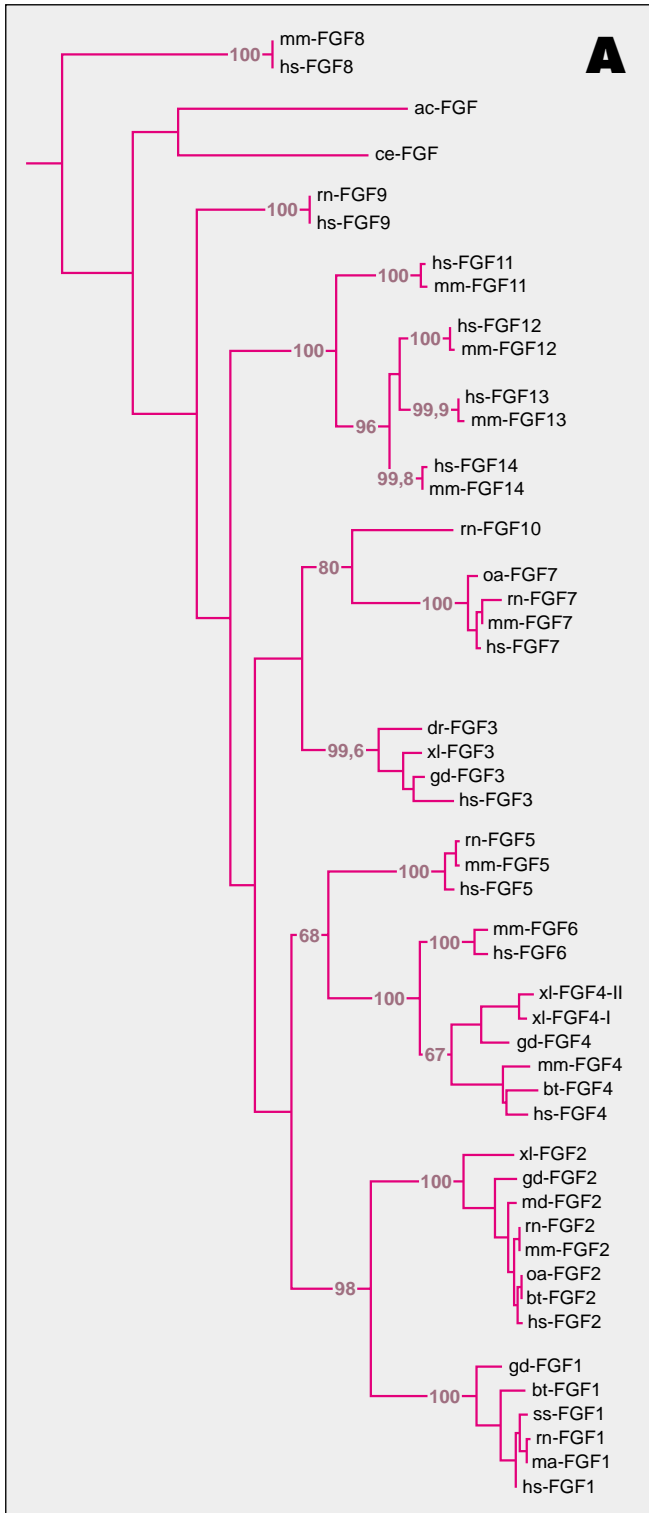 A
mm-FGF8
100
hs-FGF8
ac-FGF
ce-FGF
rn-FGF9
100
hs-FGF9
hs-FGF11
100
mm-FGF11
hs-FGF12
100
mm-FGF12
100
hs-FGF13
99,9
mm-FGF13
96
hs-FGF14
99,8
mm-FGF14
rn-FGF10
80
oa-FGF7
100
rn-FGF7
mm-FGF7
hs-FGF7
dr-FGF3
99,6
xl-FGF3
gd-FGF3
hs-FGF3
rn-FGF5
100
mm-FGF5
hs-FGF5
68
mm-FGF6
100
hs-FGF6
100
xl-FGF4-II
xl-FGF4-I
gd-FGF4
67
mm-FGF4
bt-FGF4
hs-FGF4
xl-FGF2
100
gd-FGF2
md-FGF2
rn-FGF2
mm-FGF2
oa-FGF2
98
bt-FGF2
hs-FGF2
gd-FGF1
100
bt-FGF1
ss-FGF1
rn-FGF1
ma-FGF1
hs-FGF1